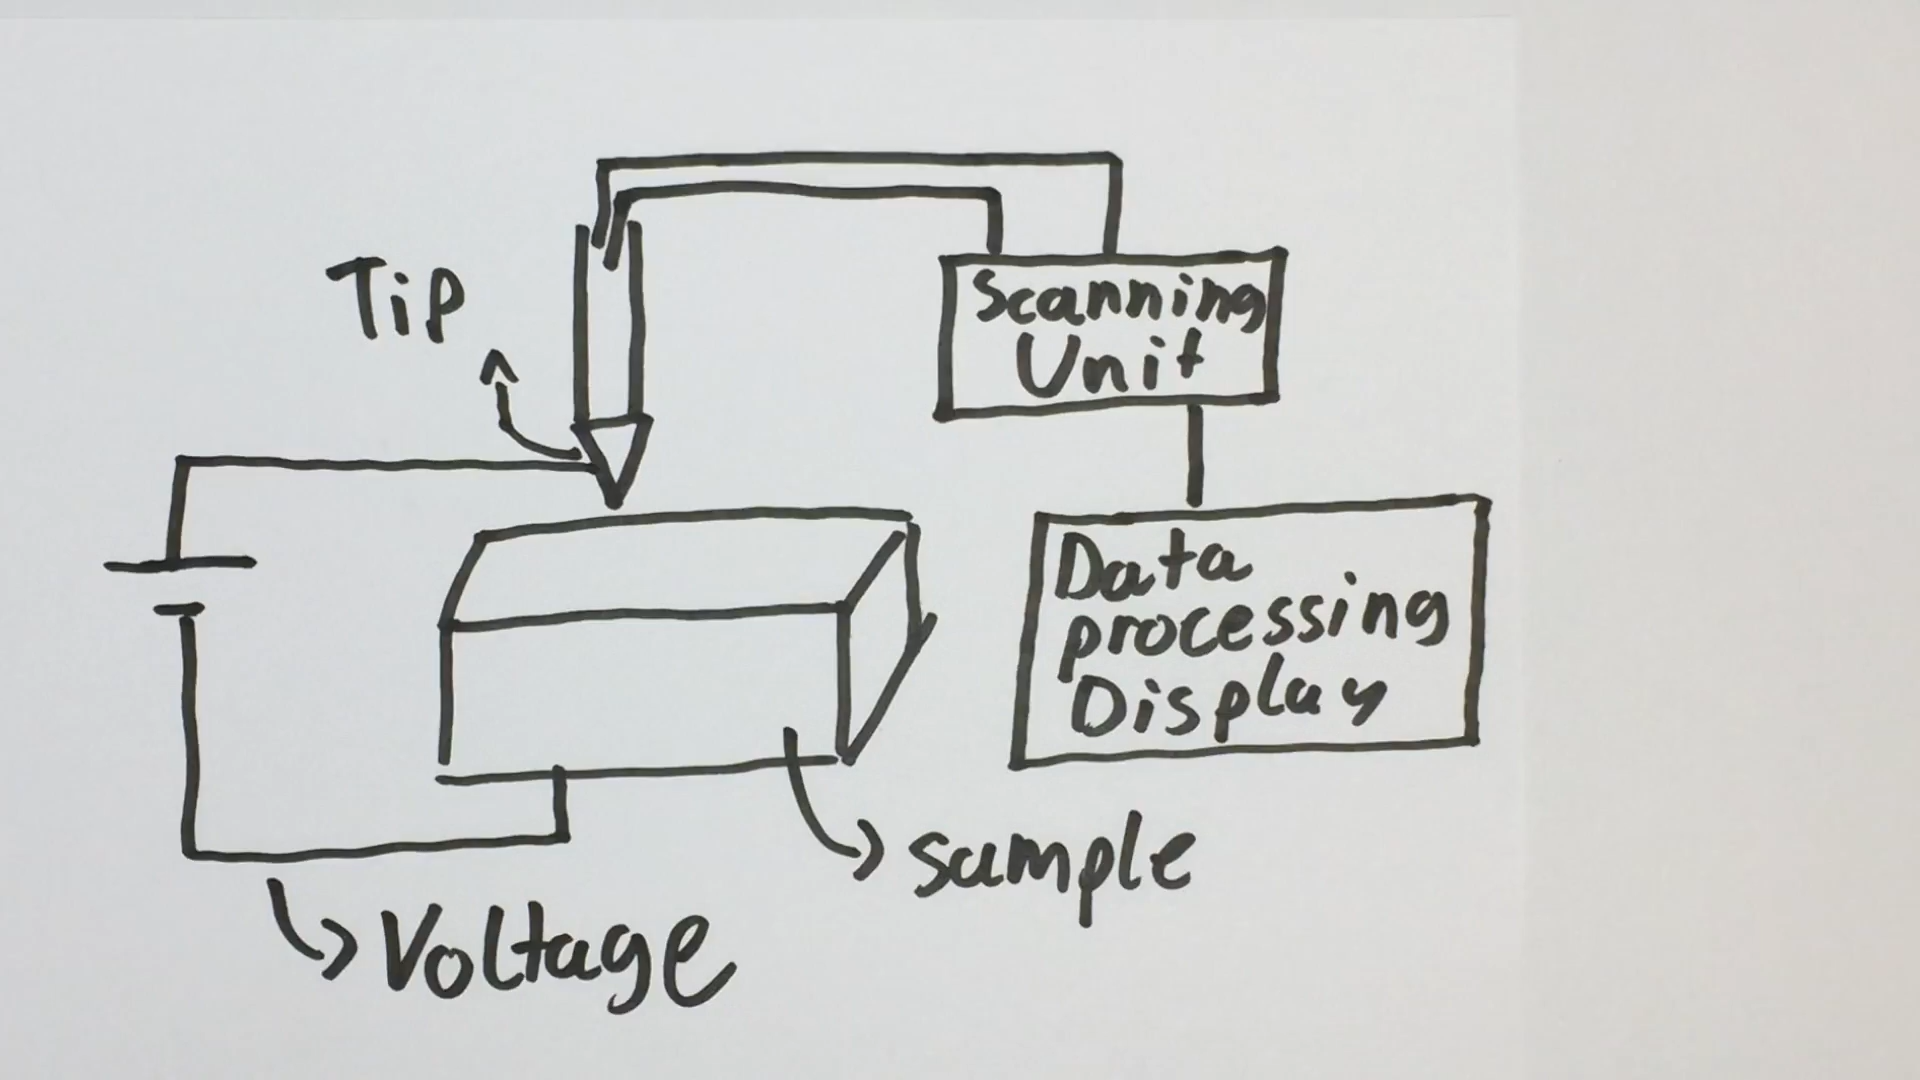 Tip
Scanning
Unit
Data
processing
Display
sample
Voltage